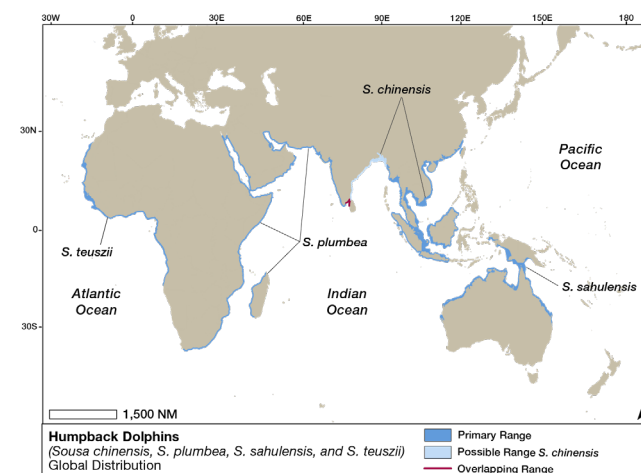 30W 0 30E 60E 90E 120E 150E 180
S. chinensis
30N
Pacific
Ocean
0
S. plumbea
S. teuszii
S. sahulensis
Atlantic
Ocean
Indian
Ocean
30S
1,500 NM
Humpback Dolphins
(Sousa chinensis, S. plumbea, S. sahulensis, and S. teuszii)
Global Distribution
Primary Range
Possible Range S. chinensis
Overlapping Range